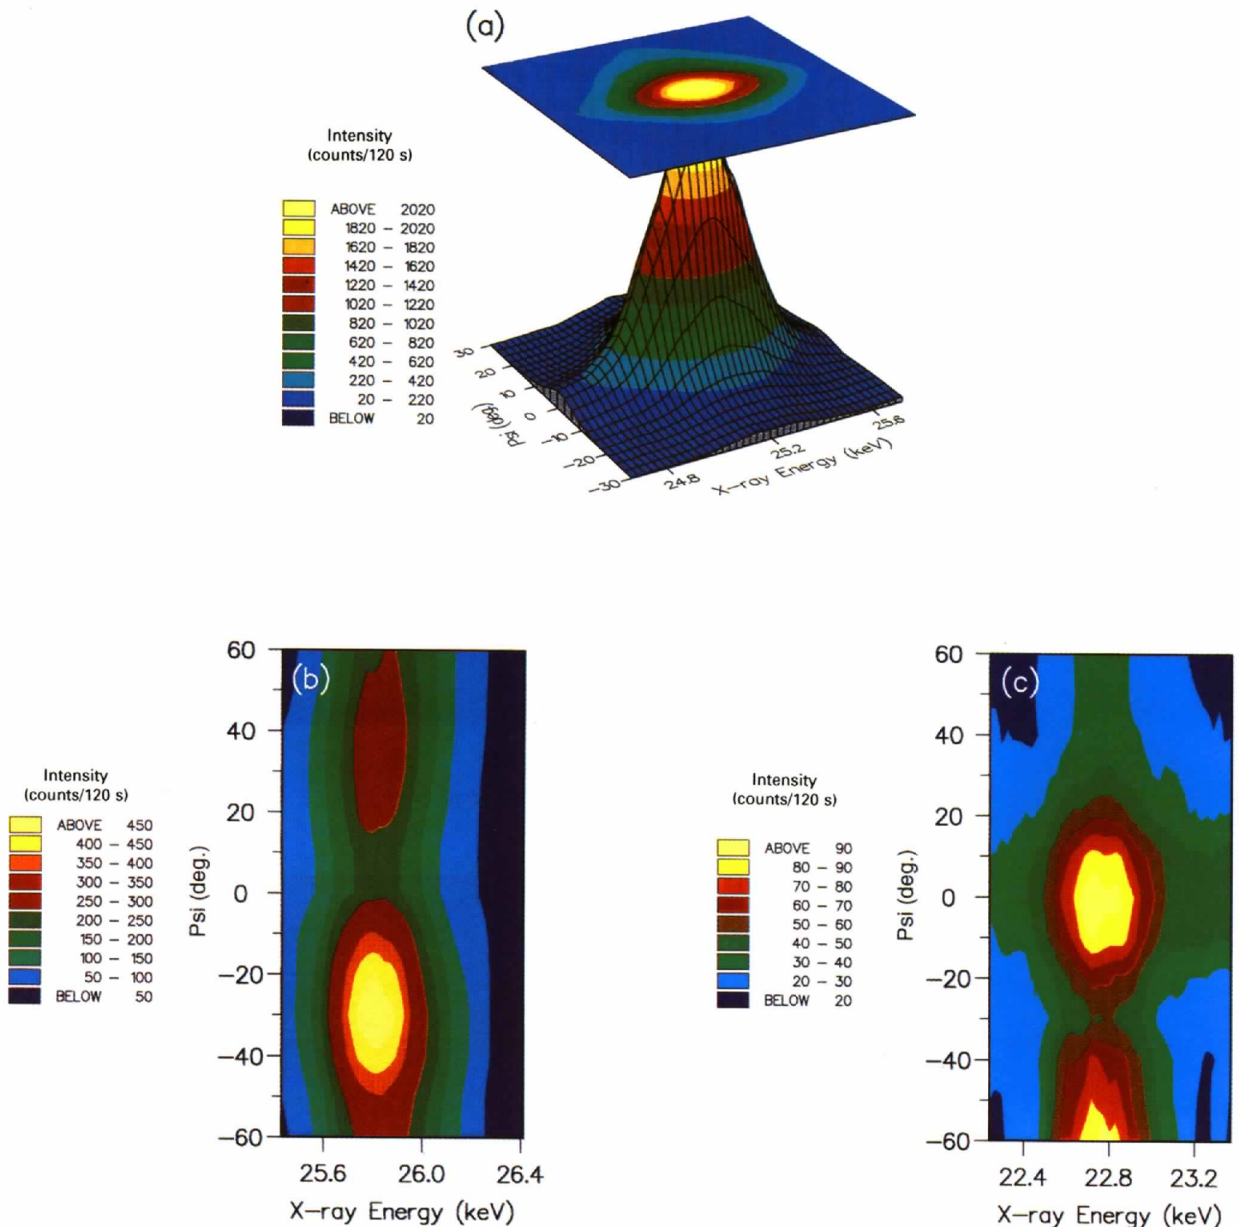 (a)
Intensity
(counts/120 s)
ABOVE 2020
1820 – 2020
1620 – 1820
1420 – 1620
1220 – 1420
1020 – 1220
820 – 1020
620 – 820
420 – 620
220 – 420
20 – 220
BELOW 20
30
20
10
0
−10
−20
−30
Psi (deg)
24.8
25.2
25.6
X−ray Energy (keV)
(b)
Intensity
(counts/120 s)
ABOVE 450
400 – 450
350 – 400
300 – 350
250 – 300
200 – 250
150 – 200
100 – 150
50 – 100
BELOW 50
Psi (deg.)
60
40
20
0
−20
−40
−60
25.6 26.0 26.4
X−ray Energy (keV)
(c)
Intensity
(counts/120 s)
ABOVE 90
80 – 90
70 – 80
60 – 70
50 – 60
40 – 50
30 – 40
20 – 30
BELOW 20
Psi (deg.)
60
40
20
0
−20
−40
−60
22.4 22.8 23.2
X−ray Energy (keV)